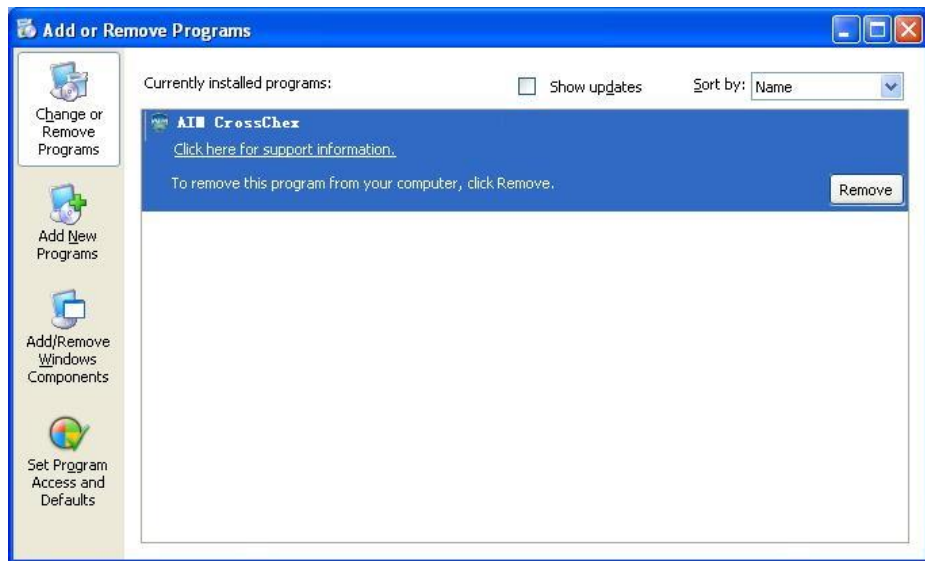 Add or Remove Programs
Change or
Remove
Programs
Add New
Programs
Add/Remove
Windows
Components
Set Program
Access and
Defaults
Currently installed programs:
Show updates
Sort by: Name
AIM CrossChex
Click here for support information.
To remove this program from your computer, click Remove.
Remove